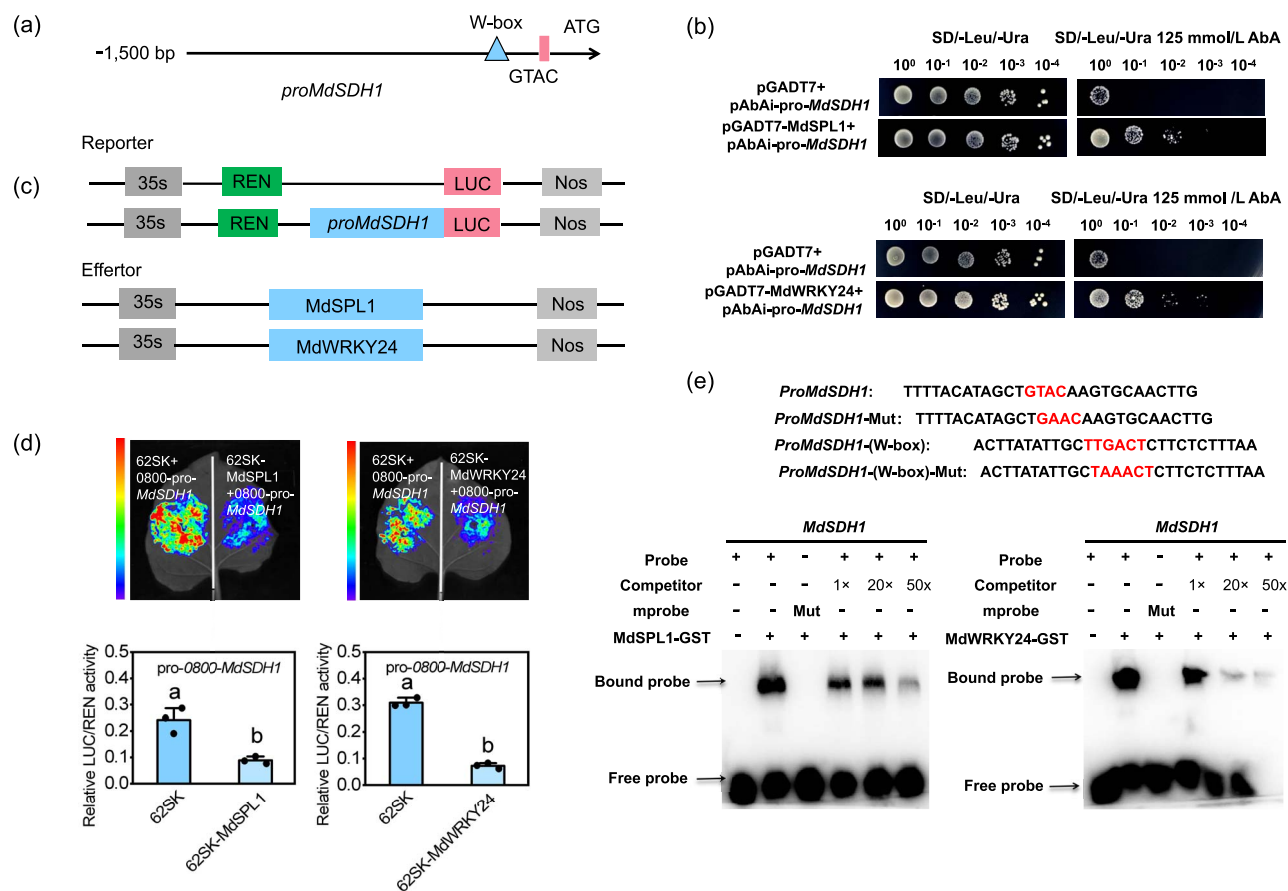 (a)
W-box
ATG
-1,500 bp
GTAC
proMdSDH1
(b)
SD/-Leu/-Ura
SD/-Leu/-Ura 125 mmol/L AbA
10⁰ 10⁻¹ 10⁻² 10⁻³ 10⁻⁴
10⁰ 10⁻¹ 10⁻² 10⁻³ 10⁻⁴
pGADT7+
pAbAi-pro-MdSDH1
pGADT7-MdSPL1+
pAbAi-pro-MdSDH1
SD/-Leu/-Ura
SD/-Leu/-Ura 125 mmol /L AbA
10⁰ 10⁻¹ 10⁻² 10⁻³ 10⁻⁴
10⁰ 10⁻¹ 10⁻² 10⁻³ 10⁻⁴
pGADT7+
pAbAi-pro-MdSDH1
pGADT7-MdWRKY24+
pAbAi-pro-MdSDH1
Reporter
(c)
35s REN LUC Nos
35s REN proMdSDH1 LUC Nos
Effertor
35s MdSPL1 Nos
35s MdWRKY24 Nos
(d)
62SK+
0800-pro-
MdSDH1
62SK-
MdSPL1
+0800-pro-
MdSDH1
62SK+
0800-pro-
MdSDH1
62SK-
MdWRKY24
+0800-pro-
MdSDH1
Relative LUC/REN activity
0.5
0.4
0.3
0.2
0.1
0.0
pro-0800-MdSDH1
a
b
62SK
62SK-MdSPL1
Relative LUC/REN activity
0.5
0.4
0.3
0.2
0.1
0.0
pro-0800-MdSDH1
a
b
62SK
62SK-MdWRKY24
(e)
ProMdSDH1: TTTTACATAGCTGTACAAGTGCAACTTG
ProMdSDH1-Mut: TTTTACATAGCTGAACAAGTGCAACTTG
ProMdSDH1-(W-box): ACTTATATTGCTTGACTCTTCTCTTTAA
ProMdSDH1-(W-box)-Mut: ACTTATATTGCTAAACTCTTCTCTTTAA
MdSDH1
Probe + + - + + +
Competitor - - - 1× 20× 50x
mprobe - - Mut - - -
MdSPL1-GST - + + + + +
Bound probe
Free probe
MdSDH1
Probe + + - + + +
Competitor - - - 1× 20× 50x
mprobe - - Mut - - -
MdWRKY24-GST - + + + + +
Bound probe
Free probe